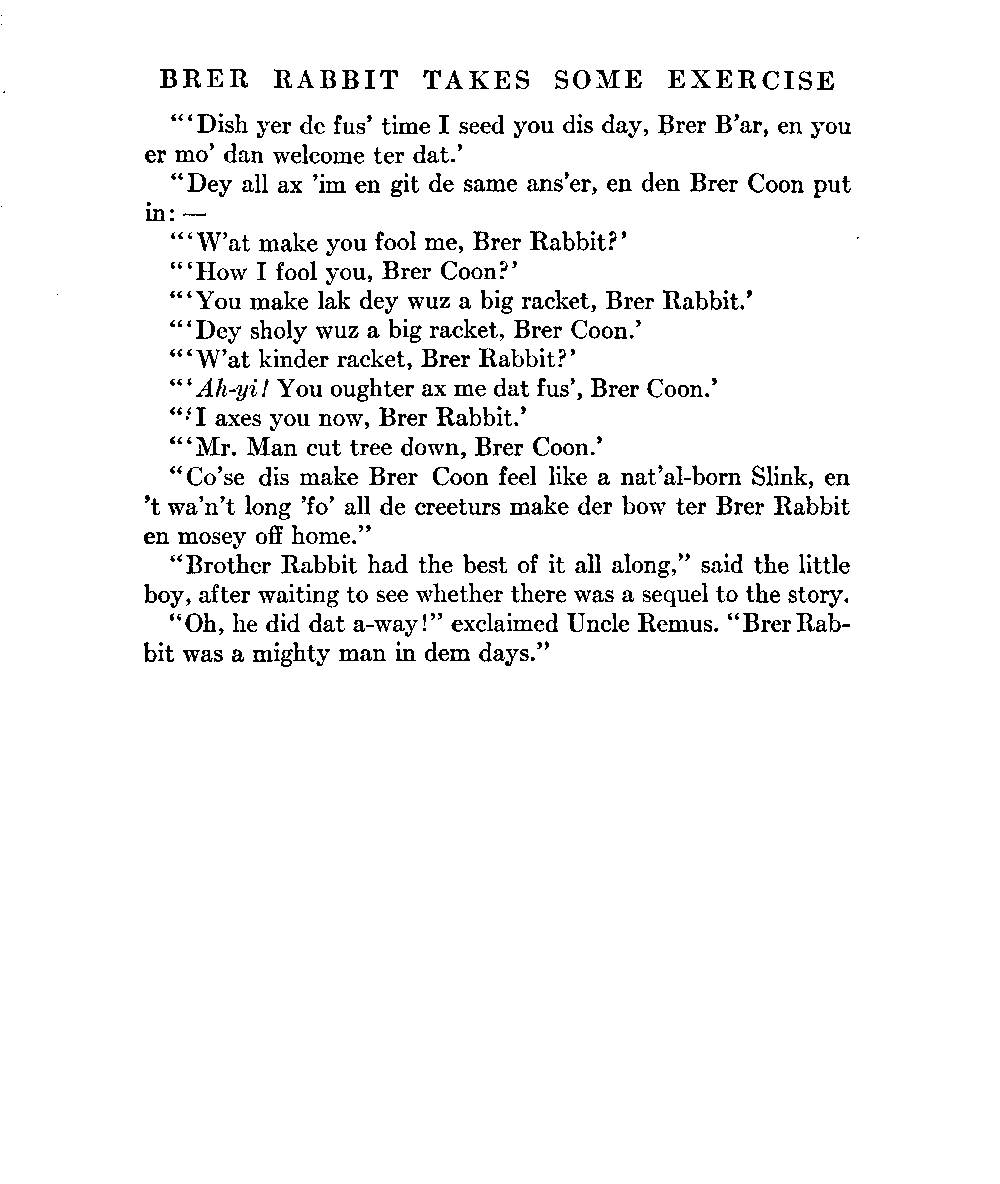 BRER RABBIT TAKES SOME EXERCISE
"'Dish yer de fus' time I seed you dis day, Brer B'ar, en you
er mo' dan welcome ter dat.'
"Dey all ax 'im en git de same ans'er, en den Brer Coon put
in: —
"'W'at make you fool me, Brer Rabbit?'
"'How I fool you, Brer Coon?'
"'You make lak dey wuz a big racket, Brer Rabbit.'
"'Dey sholy wuz a big racket, Brer Coon.'
"'W'at kinder racket, Brer Rabbit?'
"'Ah-yi! You oughter ax me dat fus', Brer Coon.'
"'I axes you now, Brer Rabbit.'
"'Mr. Man cut tree down, Brer Coon.'
"Co'se dis make Brer Coon feel like a nat'al-born Slink, en
't wa'n't long 'fo' all de creeturs make der bow ter Brer Rabbit
en mosey off home."
"Brother Rabbit had the best of it all along," said the little
boy, after waiting to see whether there was a sequel to the story.
"Oh, he did dat a-way!" exclaimed Uncle Remus. "Brer Rab-
bit was a mighty man in dem days."